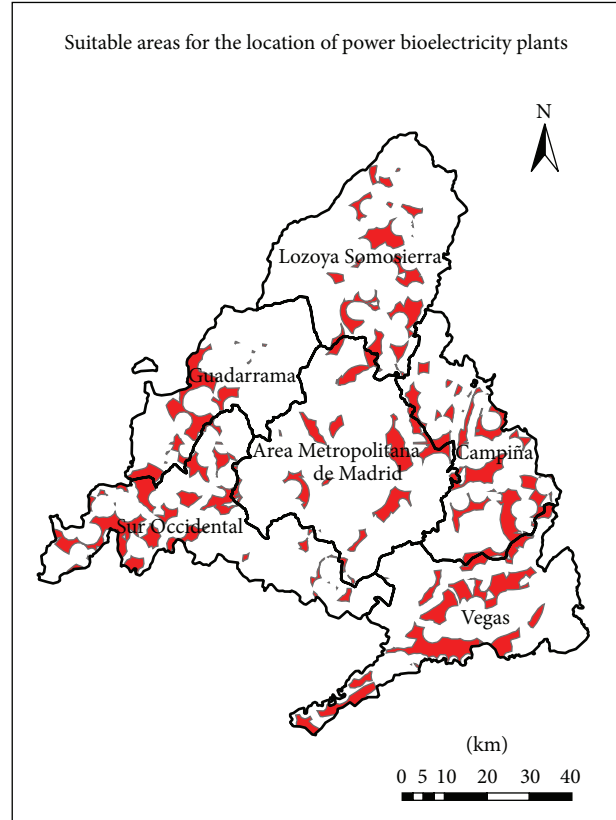 Suitable areas for the location of power bioelectricity plants
N
Lozoya Somosierra
Guadarrama
Area Metropolitana
de Madrid
Campiña
Sur Occidental
Vegas
(km)
0 5 10 20 30 40